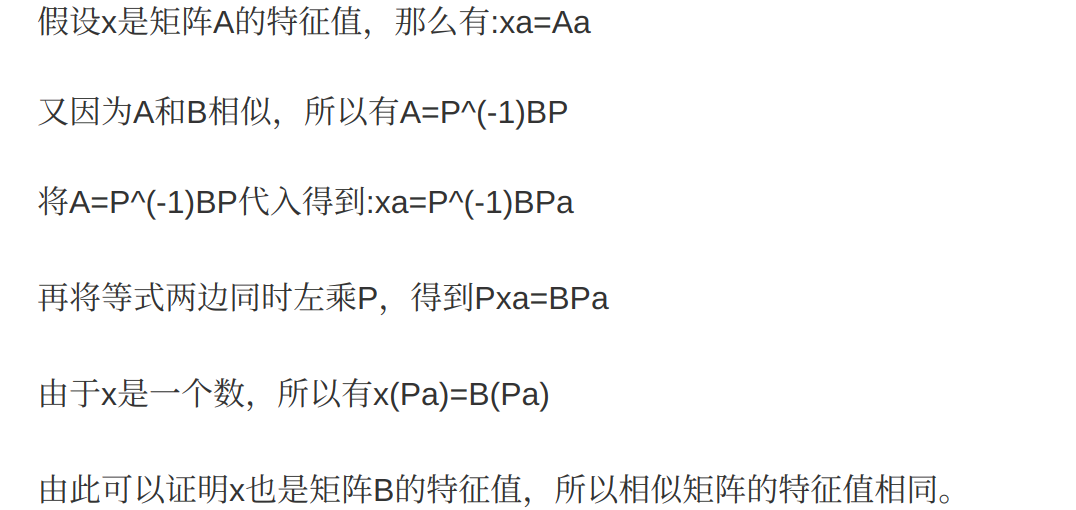 假设x是矩阵A的特征值，那么有:xa=Aa
又因为A和B相似，所以有A=P^(-1)BP
将A=P^(-1)BP代入得到:xa=P^(-1)BPa
再将等式两边同时左乘P，得到Pxa=BPa
由于x是一个数，所以有x(Pa)=B(Pa)
由此可以证明x也是矩阵B的特征值，所以相似矩阵的特征值相同。